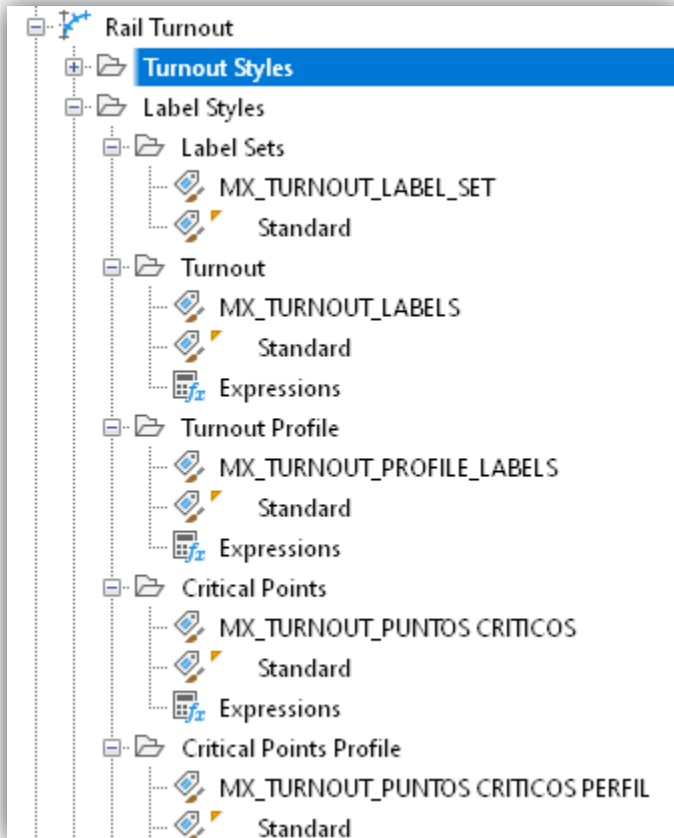 Rail Turnout
Turnout Styles
Label Styles
Label Sets
MX_TURNOUT_LABEL_SET
Standard
Turnout
MX_TURNOUT_LABELS
Standard
Expressions
Turnout Profile
MX_TURNOUT_PROFILE_LABELS
Standard
Expressions
Critical Points
MX_TURNOUT_PUNTOS CRITICOS
Standard
Expressions
Critical Points Profile
MX_TURNOUT_PUNTOS CRITICOS PERFIL
Standard